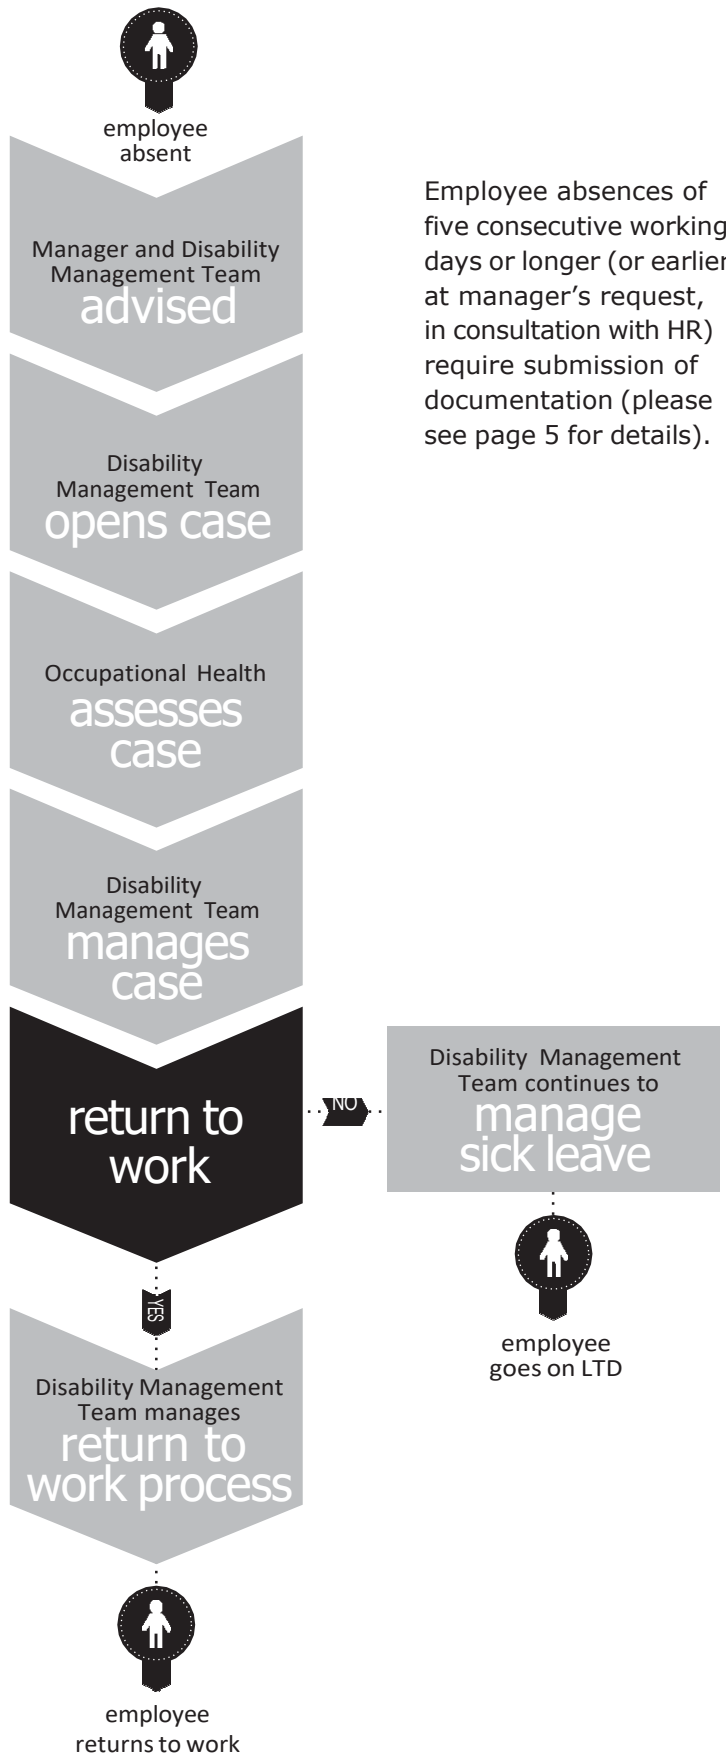 employee
absent
Manager and Disability
Management Team
advised
Employee absences of
five consecutive working
days or longer (or earlier
at manager's request,
in consultation with HR)
require submission of
documentation (please
see page 5 for details).
Disability
Management Team
opens case
Occupational Health
assesses
case
Disability
Management Team
manages
case
return to
work
NO
Disability Management
Team continues to
manage
sick leave
employee
goes on LTD
YES
Disability Management
Team manages
return to
work process
employee
returns to work